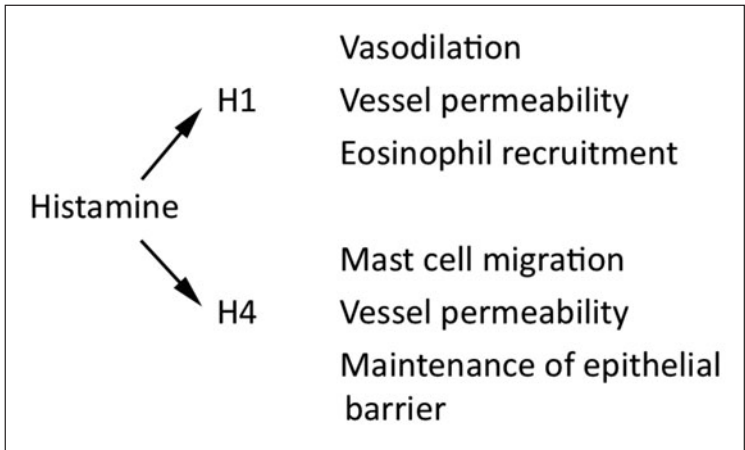 Vasodilation
H1 Vessel permeability
Eosinophil recruitment
Histamine
Mast cell migration
H4 Vessel permeability
Maintenance of epithelial
barrier